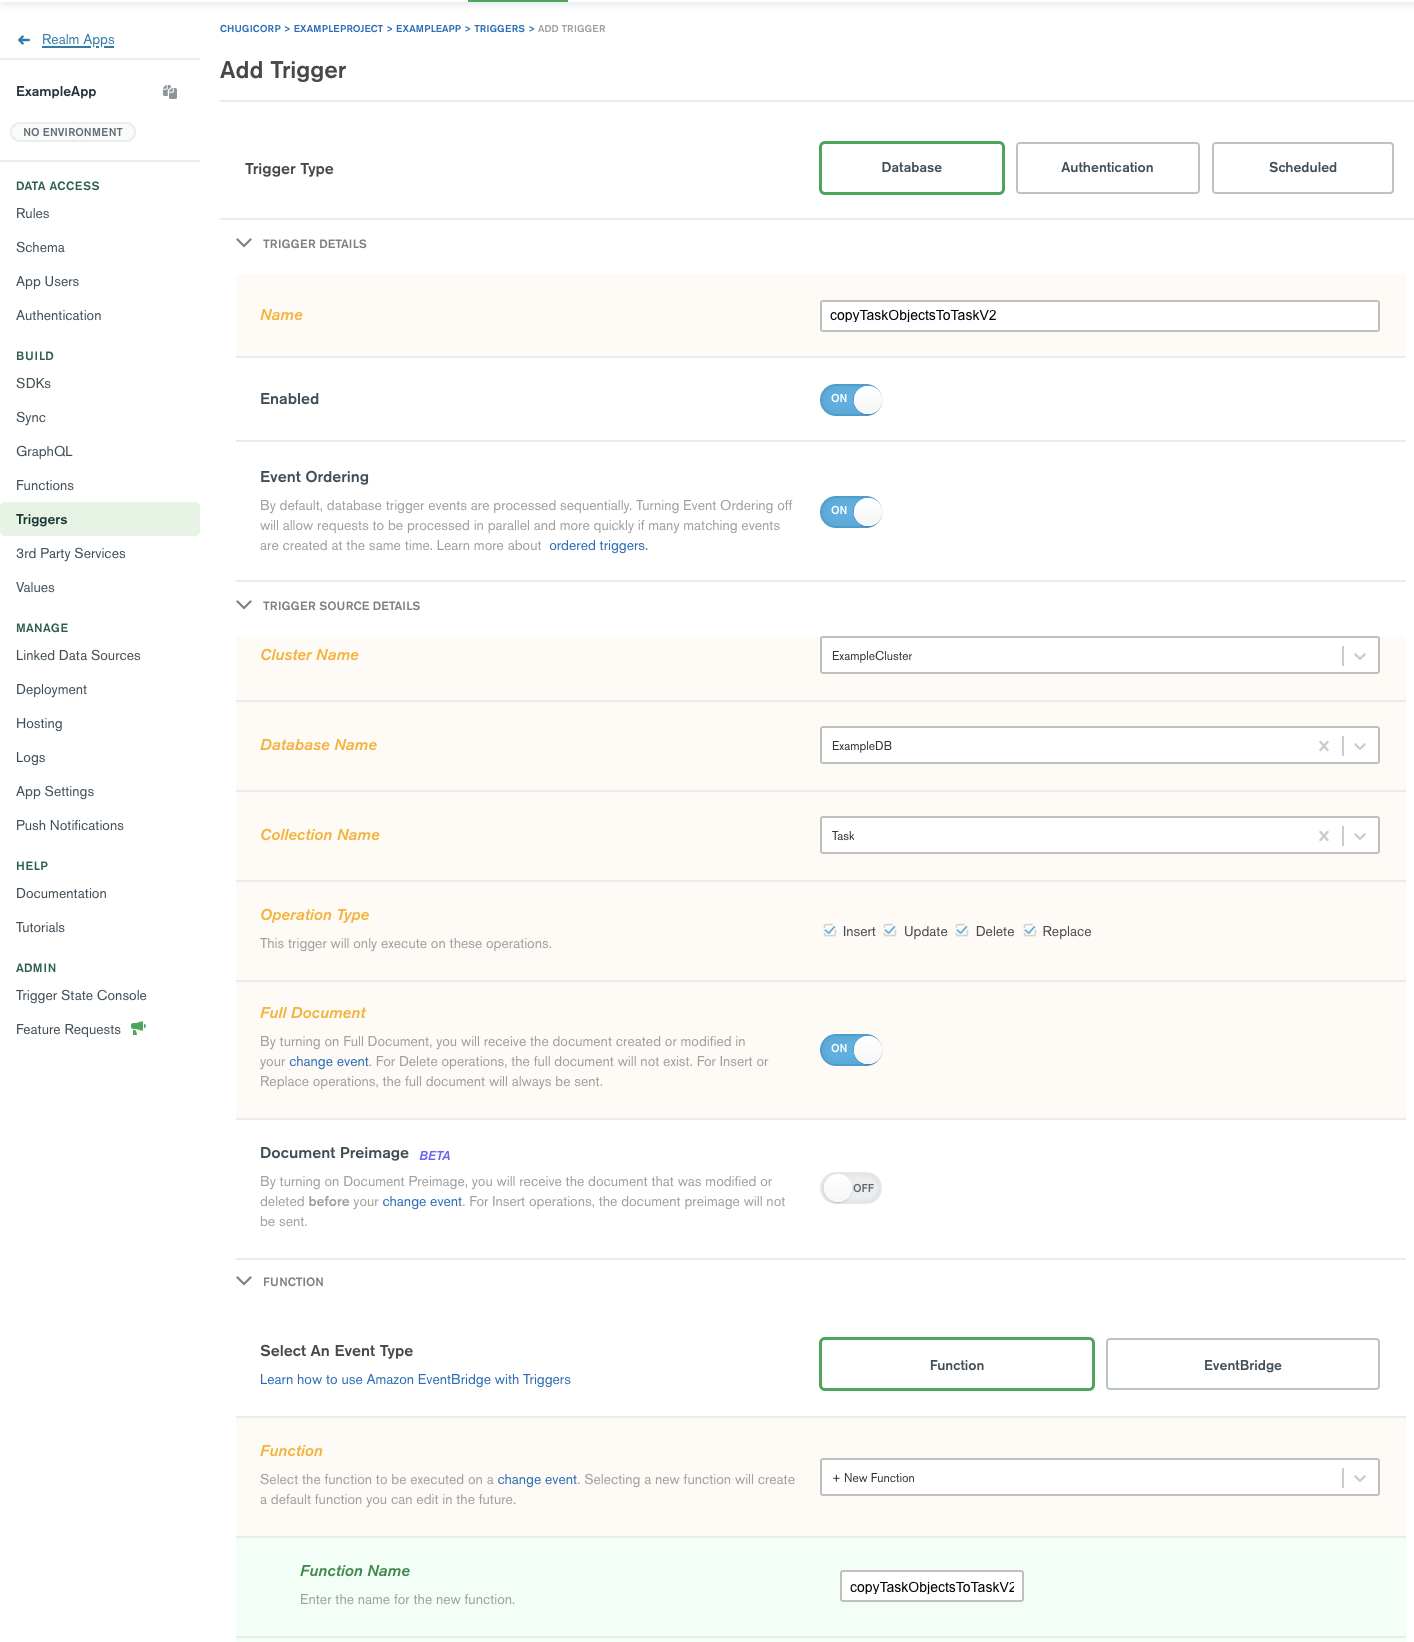 Realm Apps
ExampleApp
NO ENVIRONMENT
DATA ACCESS
Rules
Schema
App Users
Authentication
BUILD
SDKs
Sync
GraphQL
Functions
Triggers
3rd Party Services
Values
MANAGE
Linked Data Sources
Deployment
Hosting
Logs
App Settings
Push Notifications
HELP
Documentation
Tutorials
ADMIN
Trigger State Console
Feature Requests
CHUGICORP > EXAMPLEPROJECT > EXAMPLEAPP > TRIGGERS > ADD TRIGGER
Add Trigger
Trigger Type
Database
Authentication
Scheduled
TRIGGER DETAILS
Name
copyTaskObjectsToTaskV2
Enabled
ON
Event Ordering
By default, database trigger events are processed sequentially. Turning Event Ordering off
will allow requests to be processed in parallel and more quickly if many matching events
are created at the same time. Learn more about ordered triggers.
ON
TRIGGER SOURCE DETAILS
Cluster Name
ExampleCluster
Database Name
ExampleDB
Collection Name
Task
Operation Type
This trigger will only execute on these operations.
Insert Update Delete Replace
Full Document
By turning on Full Document, you will receive the document created or modified in
your change event. For Delete operations, the full document will not exist. For Insert or
Replace operations, the full document will always be sent.
ON
Document Preimage BETA
By turning on Document Preimage, you will receive the document that was modified or
deleted before your change event. For Insert operations, the document preimage will not
be sent.
OFF
FUNCTION
Select An Event Type
Learn how to use Amazon EventBridge with Triggers
Function
EventBridge
Function
Select the function to be executed on a change event. Selecting a new function will create
a default function you can edit in the future.
+ New Function
Function Name
Enter the name for the new function.
copyTaskObjectsToTaskV2